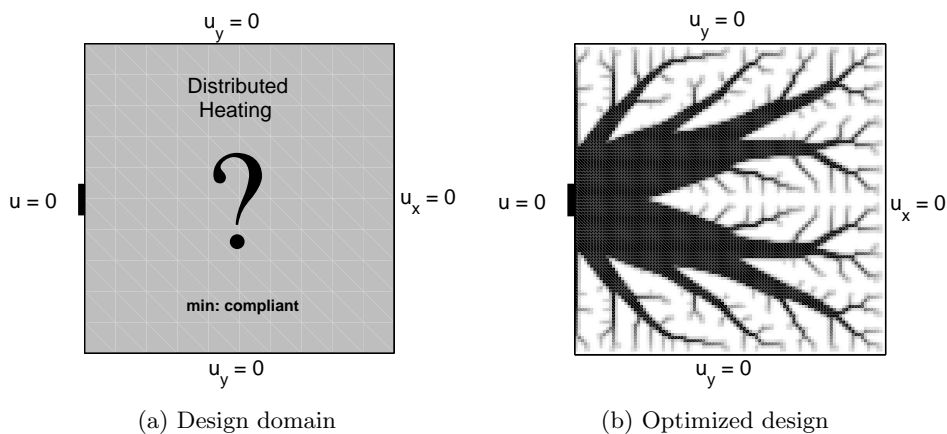 u_y = 0
Distributed
Heating
?
u = 0
u_x = 0
min: compliant
u_y = 0
(a) Design domain
u_y = 0
u = 0
u_x = 0
u_y = 0
(b) Optimized design